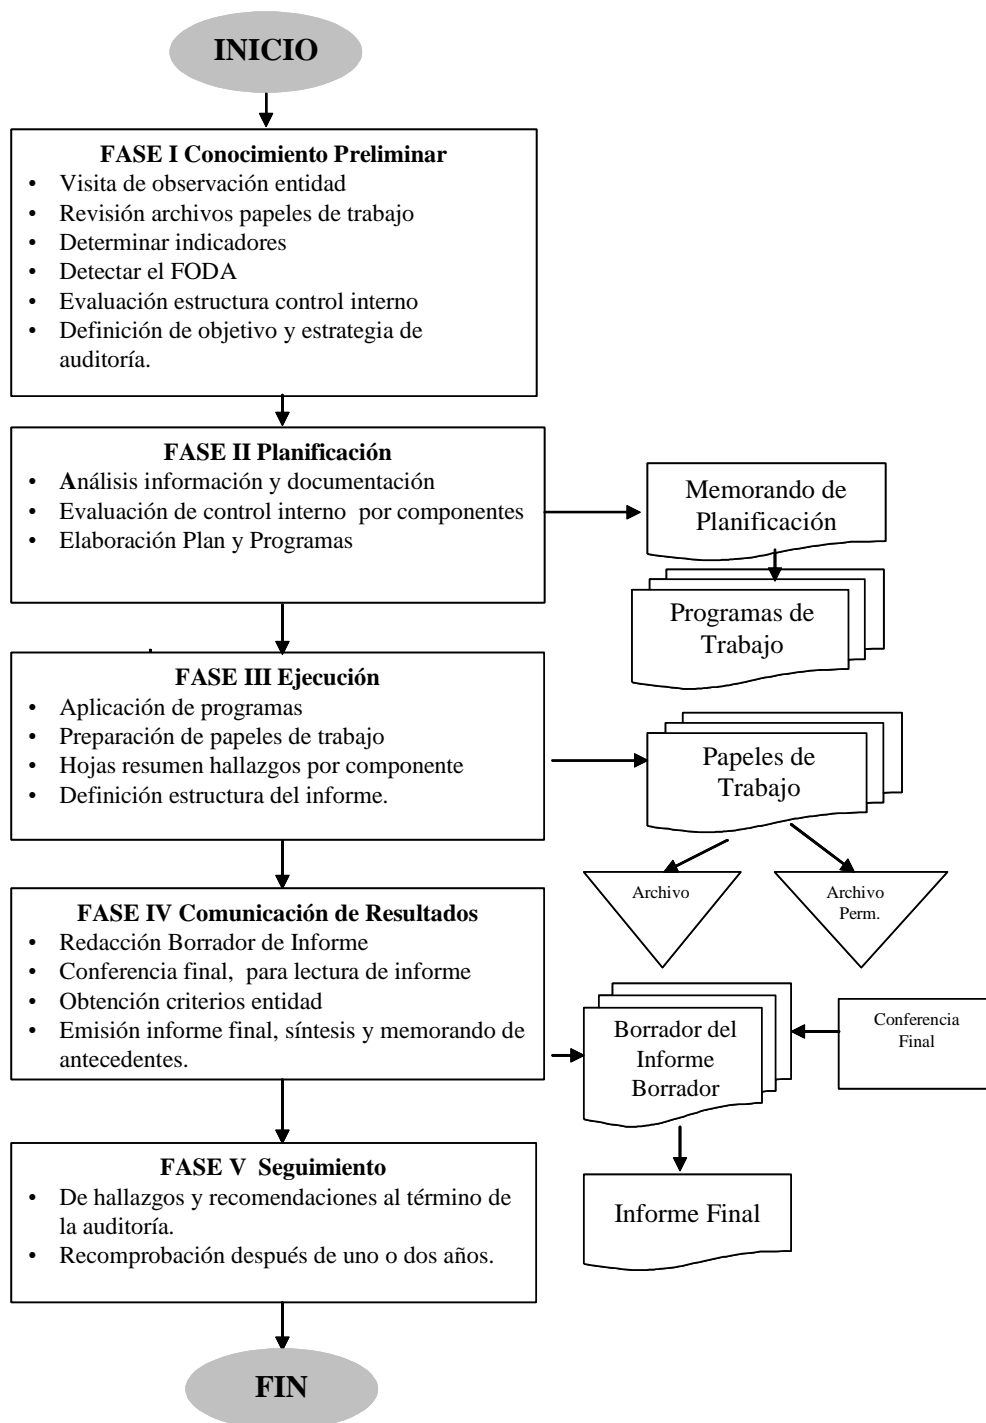 INICIO
FASE I Conocimiento Preliminar
• Visita de observación entidad
• Revisión archivos papeles de trabajo
• Determinar indicadores
• Detectar el FODA
• Evaluación estructura control interno
• Definición de objetivo y estrategia de
auditoría.
FASE II Planificación
• Análisis información y documentación
• Evaluación de control interno por componentes
• Elaboración Plan y Programas
Memorando de
Planificación
Programas de
Trabajo
FASE III Ejecución
• Aplicación de programas
• Preparación de papeles de trabajo
• Hojas resumen hallazgos por componente
• Definición estructura del informe.
Papeles de
Trabajo
Archivo
Archivo
Perm.
FASE IV Comunicación de Resultados
• Redacción Borrador de Informe
• Conferencia final, para lectura de informe
• Obtención criterios entidad
• Emisión informe final, síntesis y memorando de
antecedentes.
Borrador del
Informe
Borrador
Conferencia
Final
FASE V Seguimiento
• De hallazgos y recomendaciones al término de
la auditoría.
• Recomprobación después de uno o dos años.
Informe Final
FIN